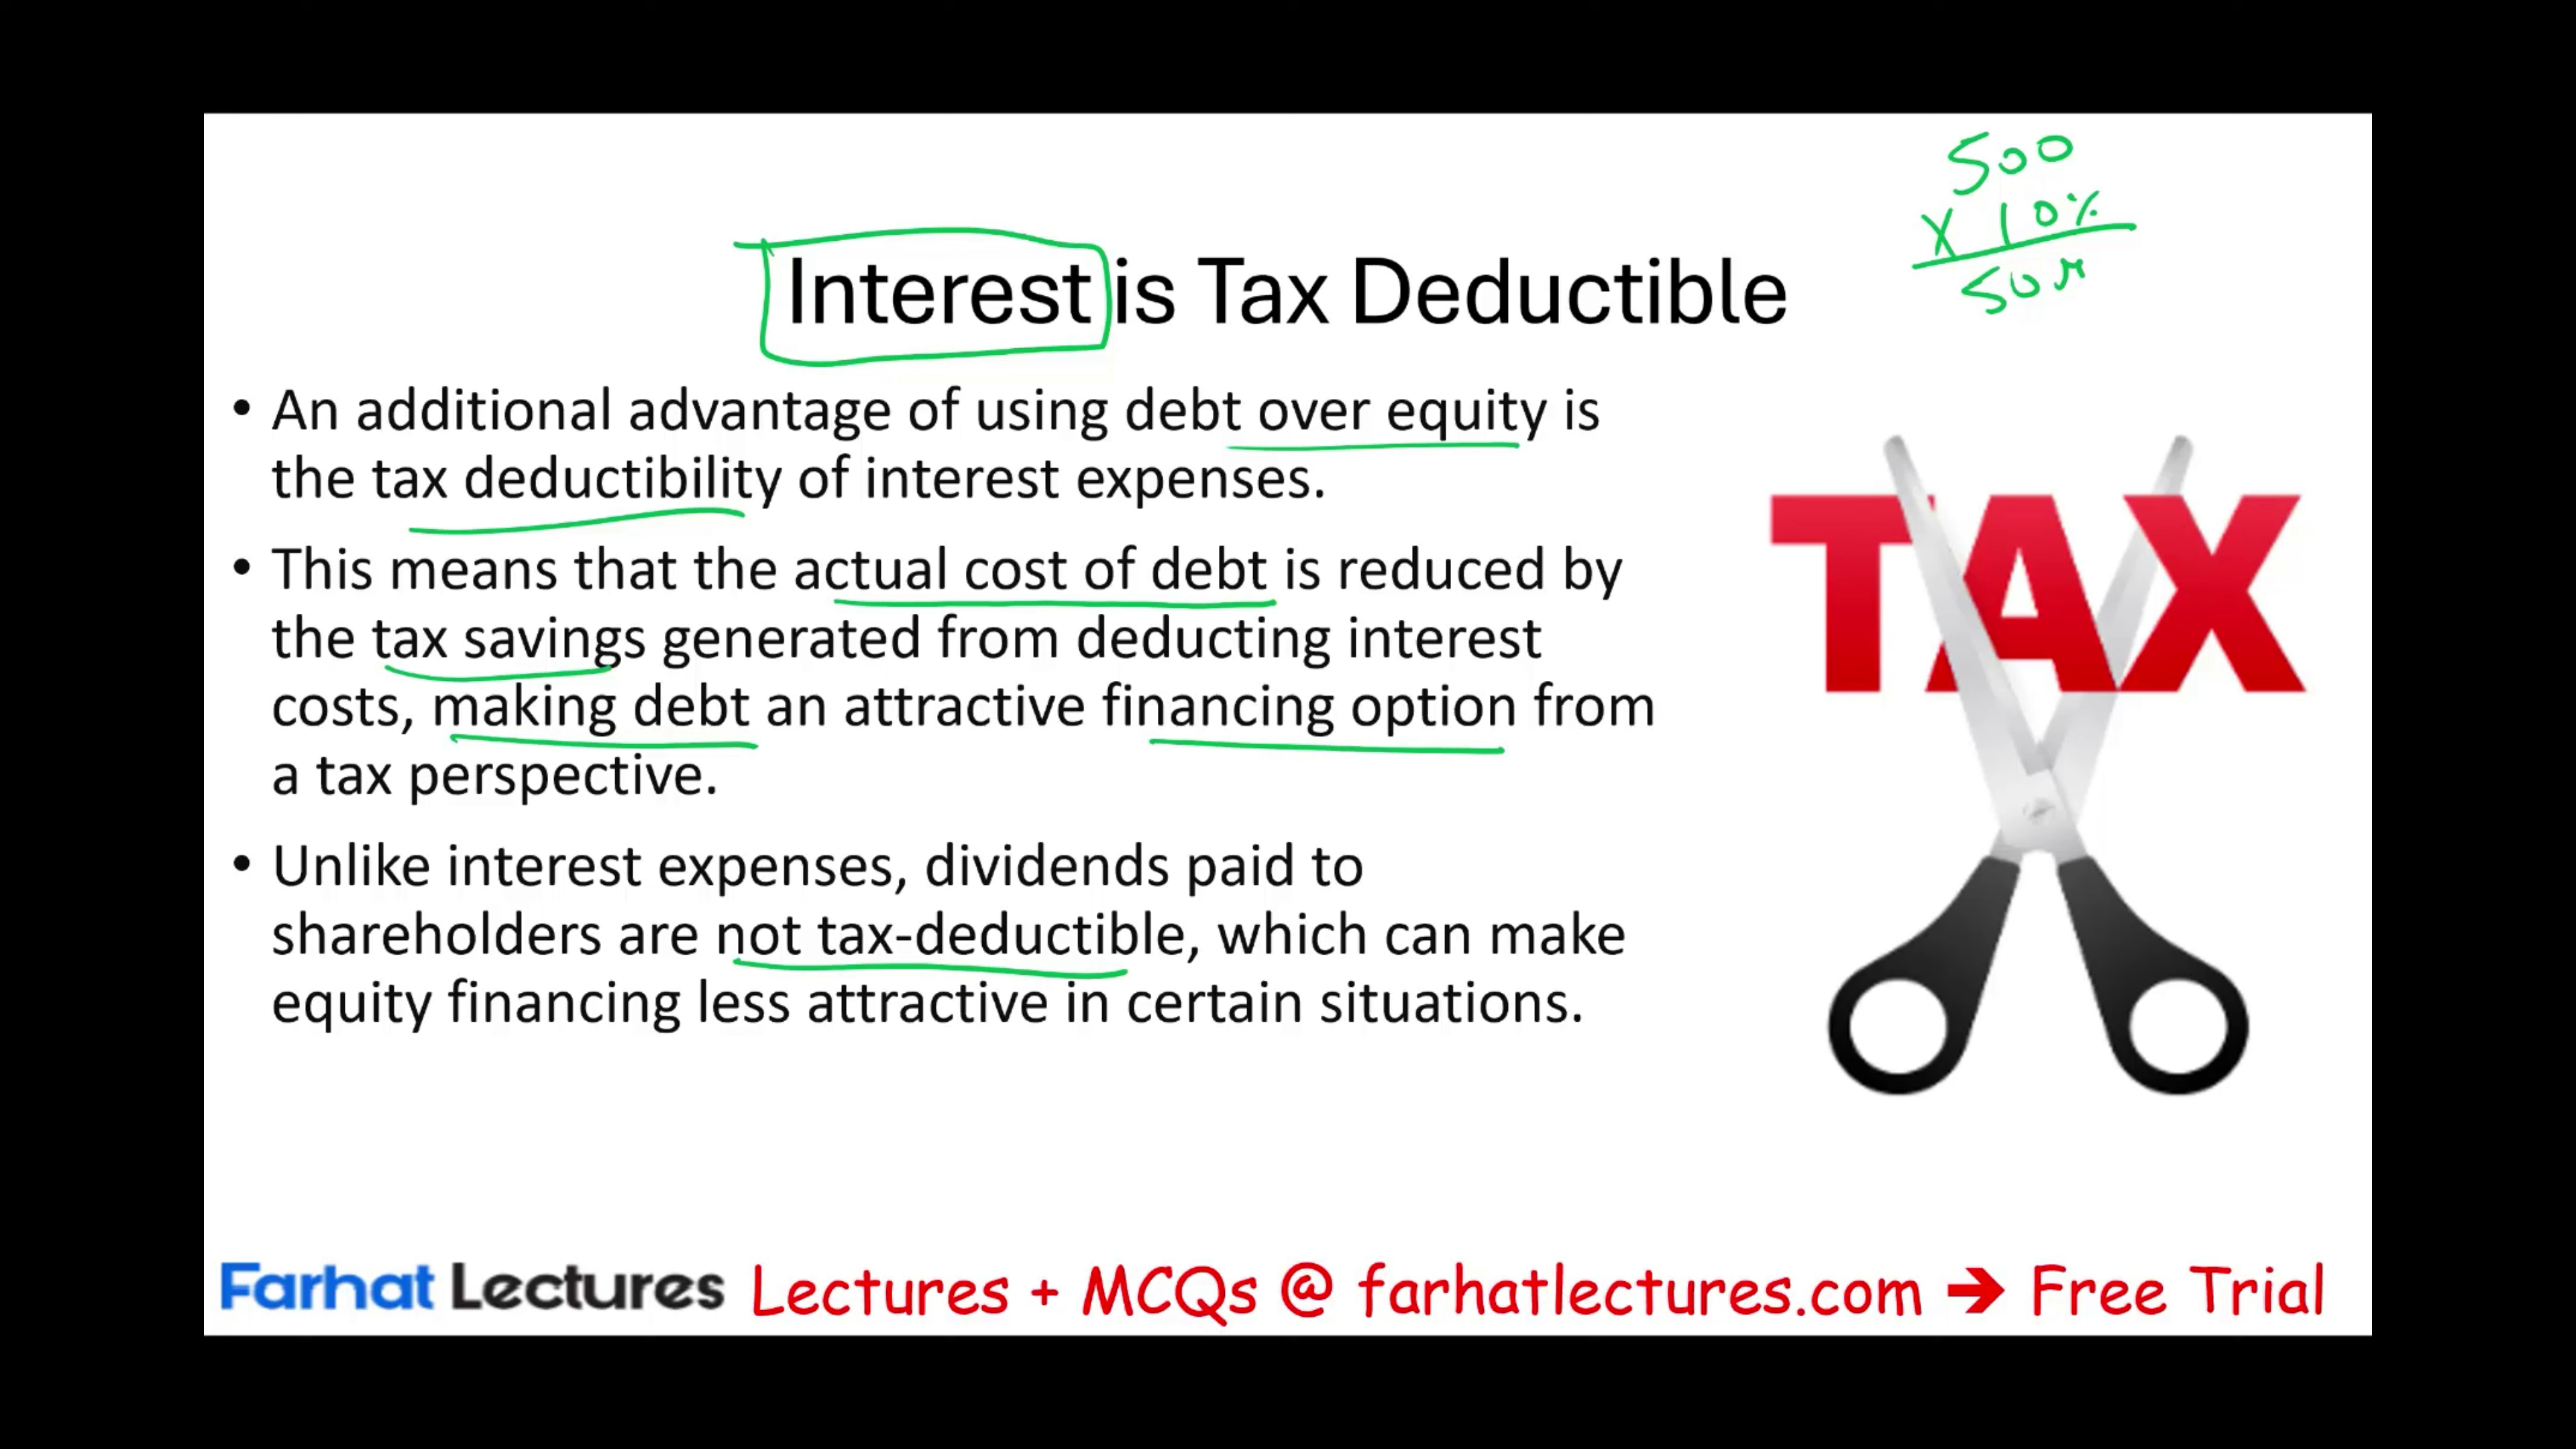 500
X 10%
50M
Interest is Tax Deductible
• An additional advantage of using debt over equity is
the tax deductibility of interest expenses.
• This means that the actual cost of debt is reduced by
the tax savings generated from deducting interest
costs, making debt an attractive financing option from
a tax perspective.
• Unlike interest expenses, dividends paid to
shareholders are not tax-deductible, which can make
equity financing less attractive in certain situations.
TAX
Farhat Lectures Lectures + MCQs @ farhatlectures.com ➔ Free Trial